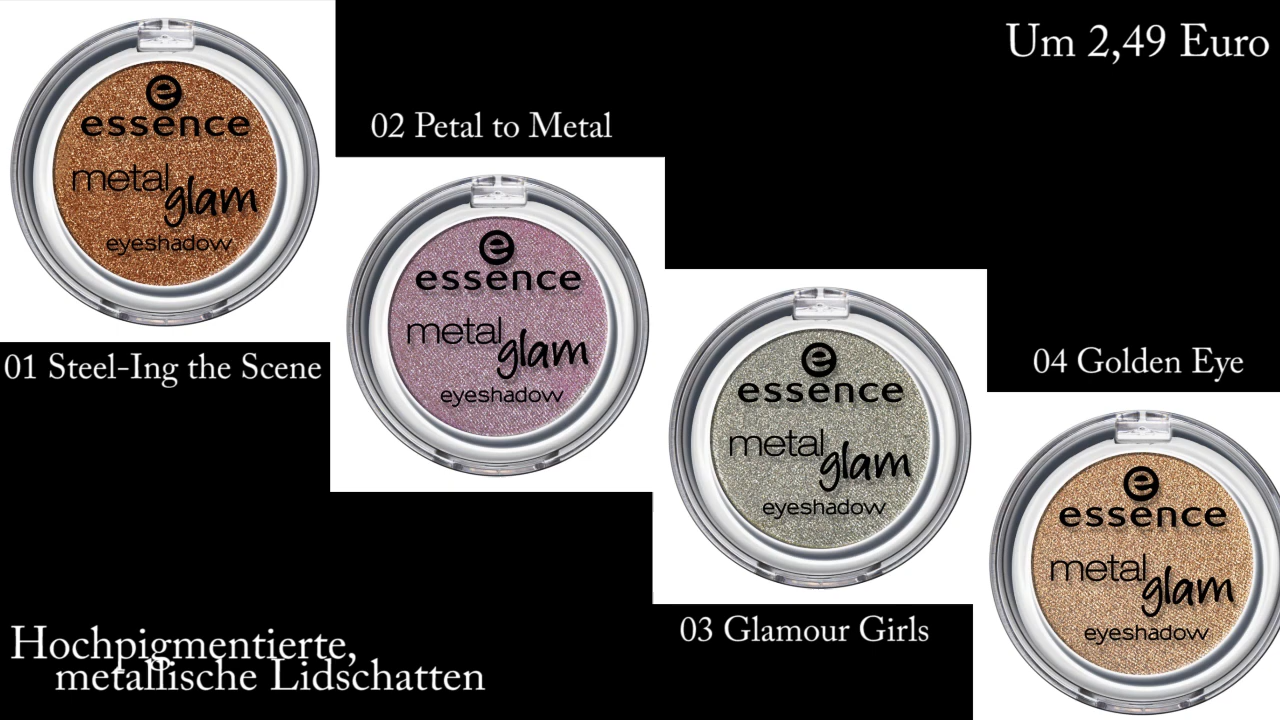 Um 2,49 Euro
e
essence
metal glam
eyeshadow
01 Steel-Ing the Scene
02 Petal to Metal
e
essence
metal glam
eyeshadow
e
essence
metal glam
eyeshadow
03 Glamour Girls
04 Golden Eye
e
essence
metal glam
eyeshadow
Hochpigmentierte,
metallische Lidschatten